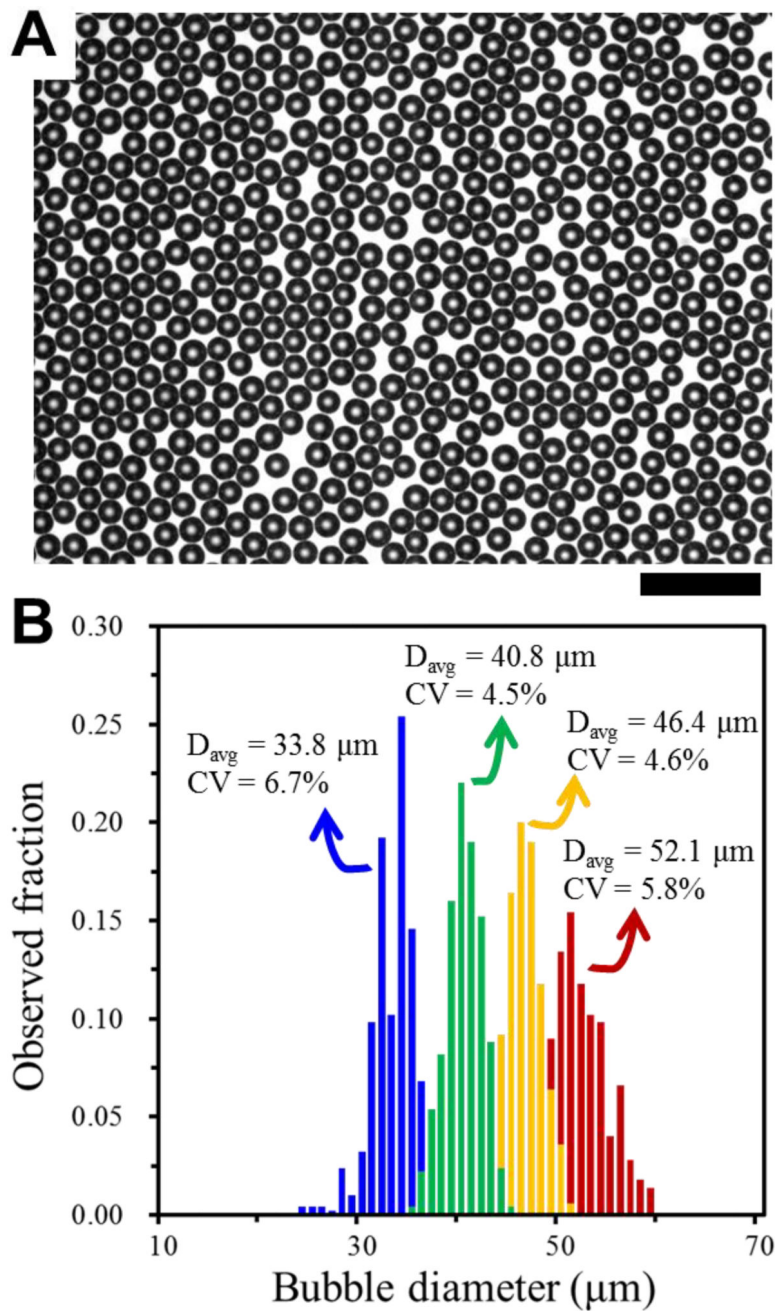 A
B
0.30
0.25
0.20
0.15
0.10
0.05
0.00
Observed fraction
Davg = 40.8 μm
CV = 4.5%
Davg = 33.8 μm
CV = 6.7%
Davg = 46.4 μm
CV = 4.6%
Davg = 52.1 μm
CV = 5.8%
10
30
50
70
Bubble diameter (μm)